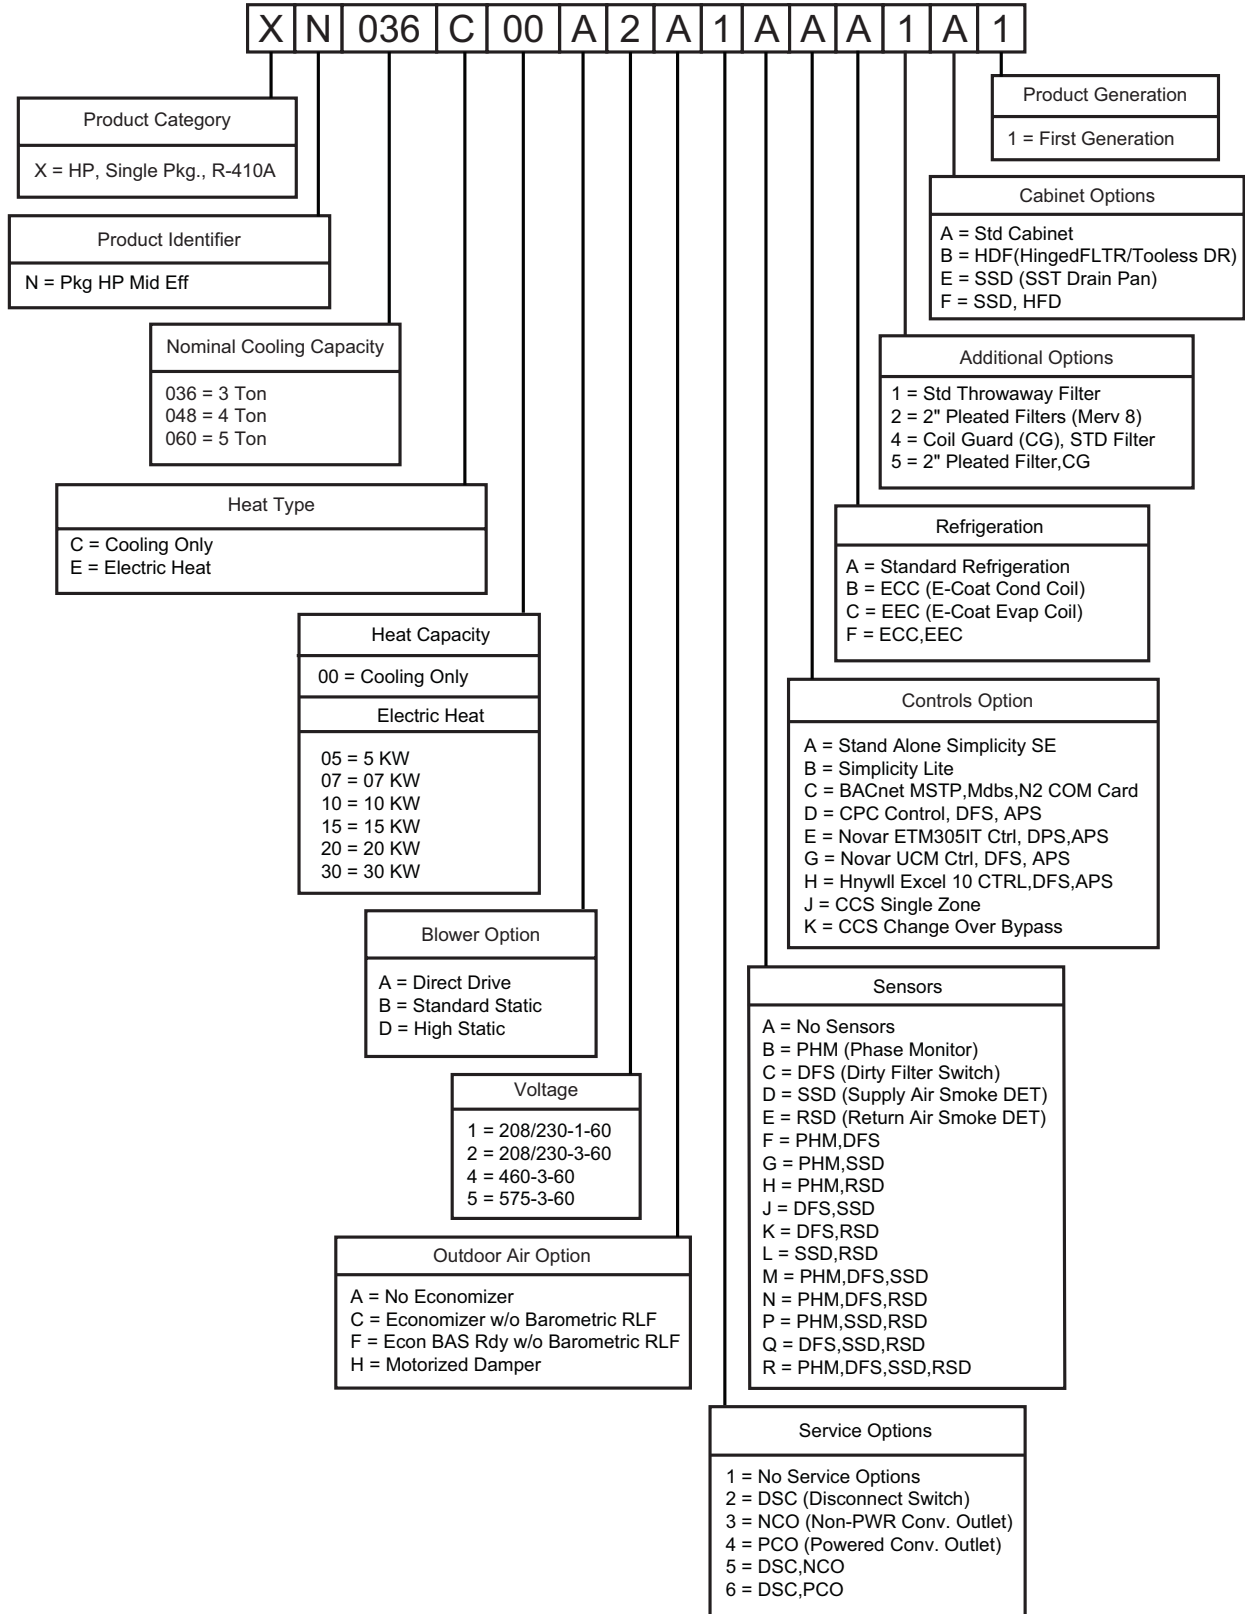 X N 036 C 00 A 2 A 1 A A A 1 A 1
Product Category
X = HP, Single Pkg., R-410A
Product Identifier
N = Pkg HP Mid Eff
Nominal Cooling Capacity
036 = 3 Ton
048 = 4 Ton
060 = 5 Ton
Heat Type
C = Cooling Only
E = Electric Heat
Heat Capacity
00 = Cooling Only
Electric Heat
05 = 5 KW
07 = 07 KW
10 = 10 KW
15 = 15 KW
20 = 20 KW
30 = 30 KW
Blower Option
A = Direct Drive
B = Standard Static
D = High Static
Voltage
1 = 208/230-1-60
2 = 208/230-3-60
4 = 460-3-60
5 = 575-3-60
Outdoor Air Option
A = No Economizer
C = Economizer w/o Barometric RLF
F = Econ BAS Rdy w/o Barometric RLF
H = Motorized Damper
Product Generation
1 = First Generation
Cabinet Options
A = Std Cabinet
B = HDF(HingedFLTR/Tooless DR)
E = SSD (SST Drain Pan)
F = SSD, HFD
Additional Options
1 = Std Throwaway Filter
2 = 2" Pleated Filters (Merv 8)
4 = Coil Guard (CG), STD Filter
5 = 2" Pleated Filter,CG
Refrigeration
A = Standard Refrigeration
B = ECC (E-Coat Cond Coil)
C = EEC (E-Coat Evap Coil)
F = ECC,EEC
Controls Option
A = Stand Alone Simplicity SE
B = Simplicity Lite
C = BACnet MSTP,Mdbs,N2 COM Card
D = CPC Control, DFS, APS
E = Novar ETM305IT Ctrl, DPS,APS
G = Novar UCM Ctrl, DFS, APS
H = Hnywll Excel 10 CTRL,DFS,APS
J = CCS Single Zone
K = CCS Change Over Bypass
Sensors
A = No Sensors
B = PHM (Phase Monitor)
C = DFS (Dirty Filter Switch)
D = SSD (Supply Air Smoke DET)
E = RSD (Return Air Smoke DET)
F = PHM,DFS
G = PHM,SSD
H = PHM,RSD
J = DFS,SSD
K = DFS,RSD
L = SSD,RSD
M = PHM,DFS,SSD
N = PHM,DFS,RSD
P = PHM,SSD,RSD
Q = DFS,SSD,RSD
R = PHM,DFS,SSD,RSD
Service Options
1 = No Service Options
2 = DSC (Disconnect Switch)
3 = NCO (Non-PWR Conv. Outlet)
4 = PCO (Powered Conv. Outlet)
5 = DSC,NCO
6 = DSC,PCO